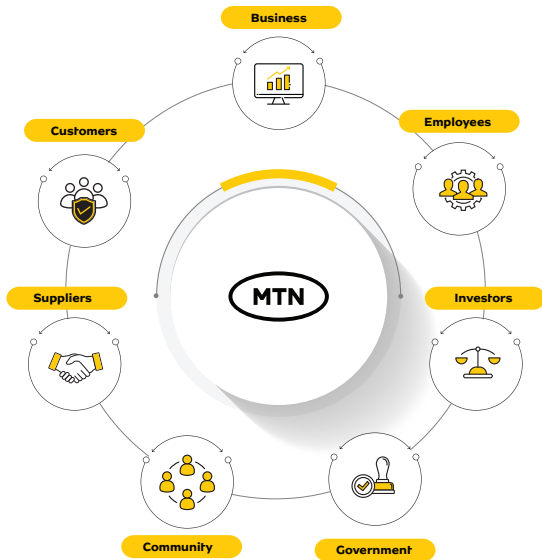 Business
Customers
Employees
MTN
Suppliers
Investors
Community
Government